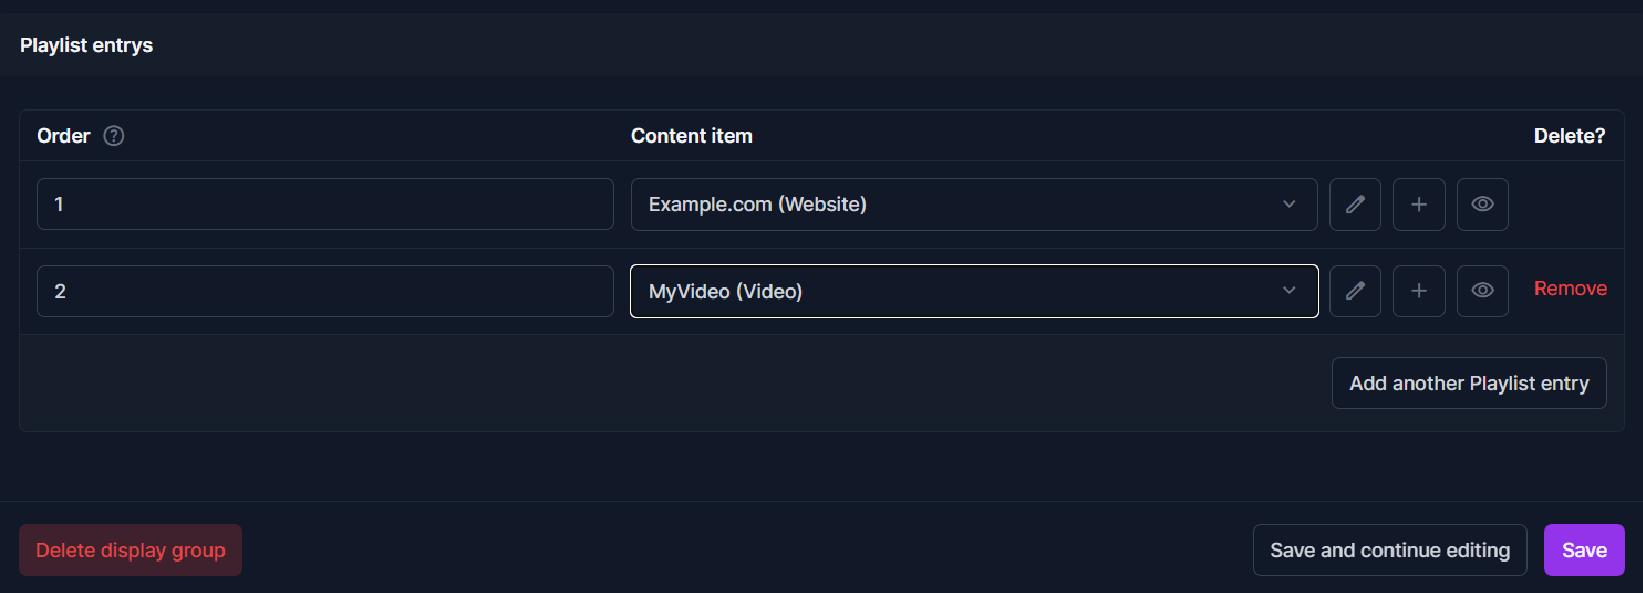 Playlist entrys
Order ?
Content item
Delete?
1
Example.com (Website)
2
MyVideo (Video)
Remove
Add another Playlist entry
Delete display group
Save and continue editing
Save